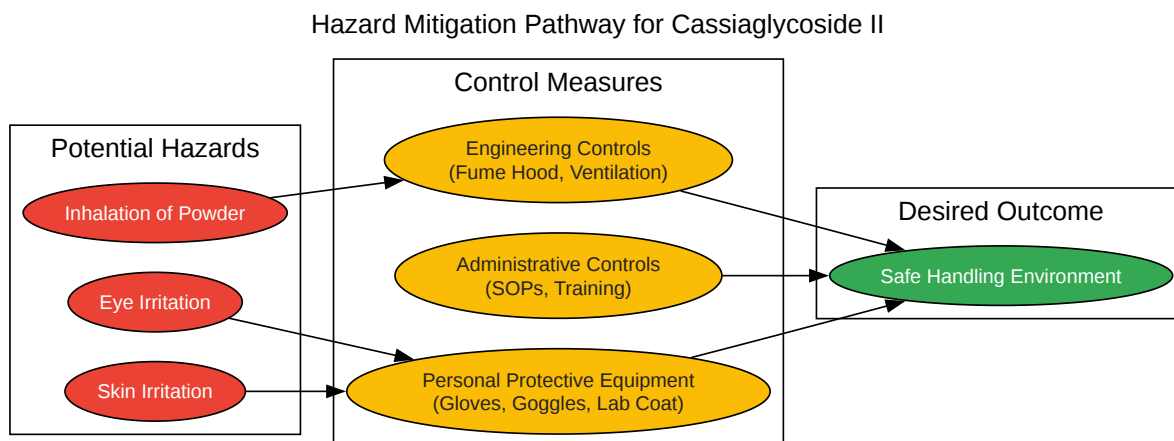 Hazard Mitigation Pathway for Cassiaglycoside II
Potential Hazards
Inhalation of Powder
Eye Irritation
Skin Irritation
Control Measures
Engineering Controls
(Fume Hood, Ventilation)
Administrative Controls
(SOPs, Training)
Personal Protective Equipment
(Gloves, Goggles, Lab Coat)
Desired Outcome
Safe Handling Environment